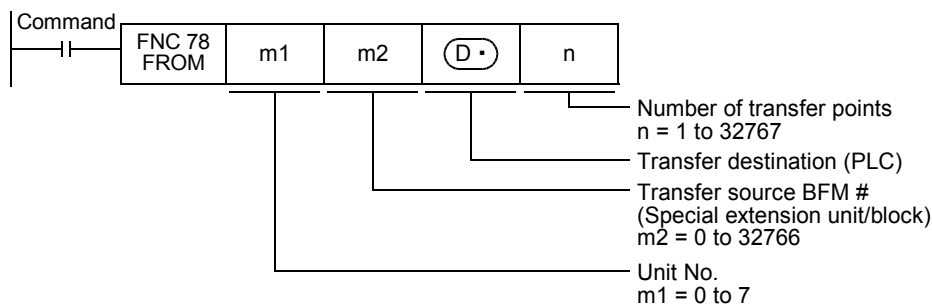 Command
FNC 78
FROM
m1
m2
D •
n
Number of transfer points
n = 1 to 32767
Transfer destination (PLC)
Transfer source BFM #
(Special extension unit/block)
m2 = 0 to 32766
Unit No.
m1 = 0 to 7